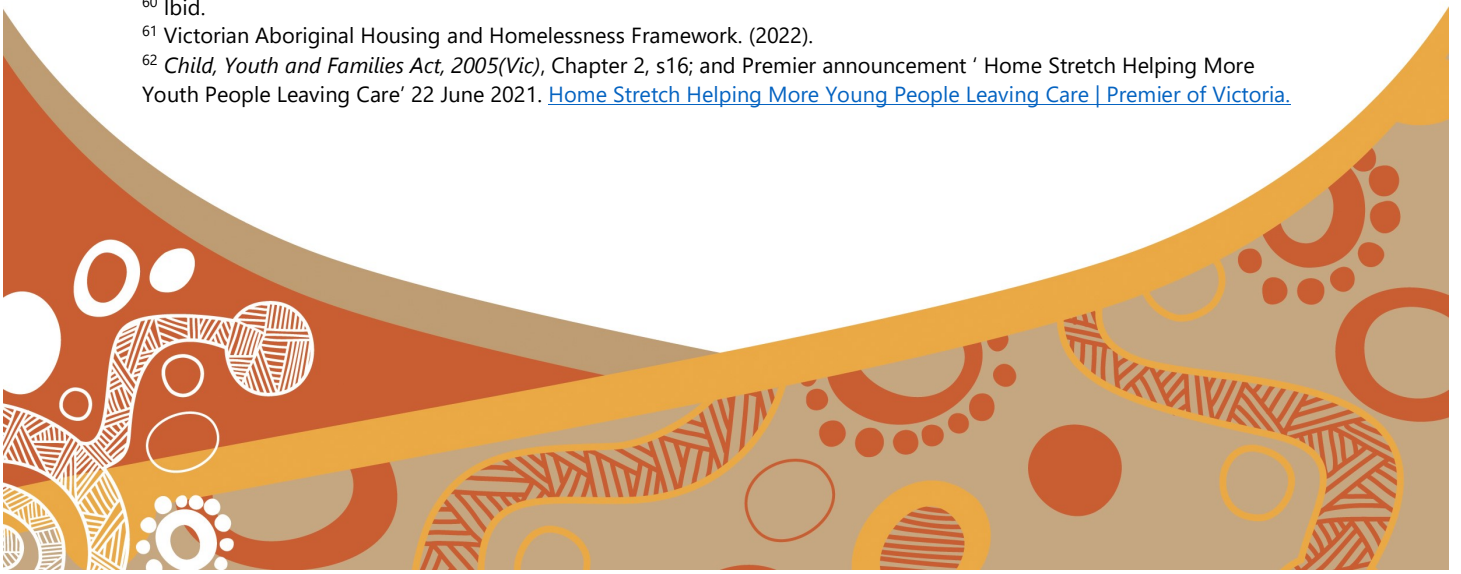 60 Ibid.
61 Victorian Aboriginal Housing and Homelessness Framework. (2022).
62 Child, Youth and Families Act, 2005(Vic), Chapter 2, s16; and Premier announcement ‘ Home Stretch Helping More
Youth People Leaving Care’ 22 June 2021. Home Stretch Helping More Young People Leaving Care | Premier of Victoria.